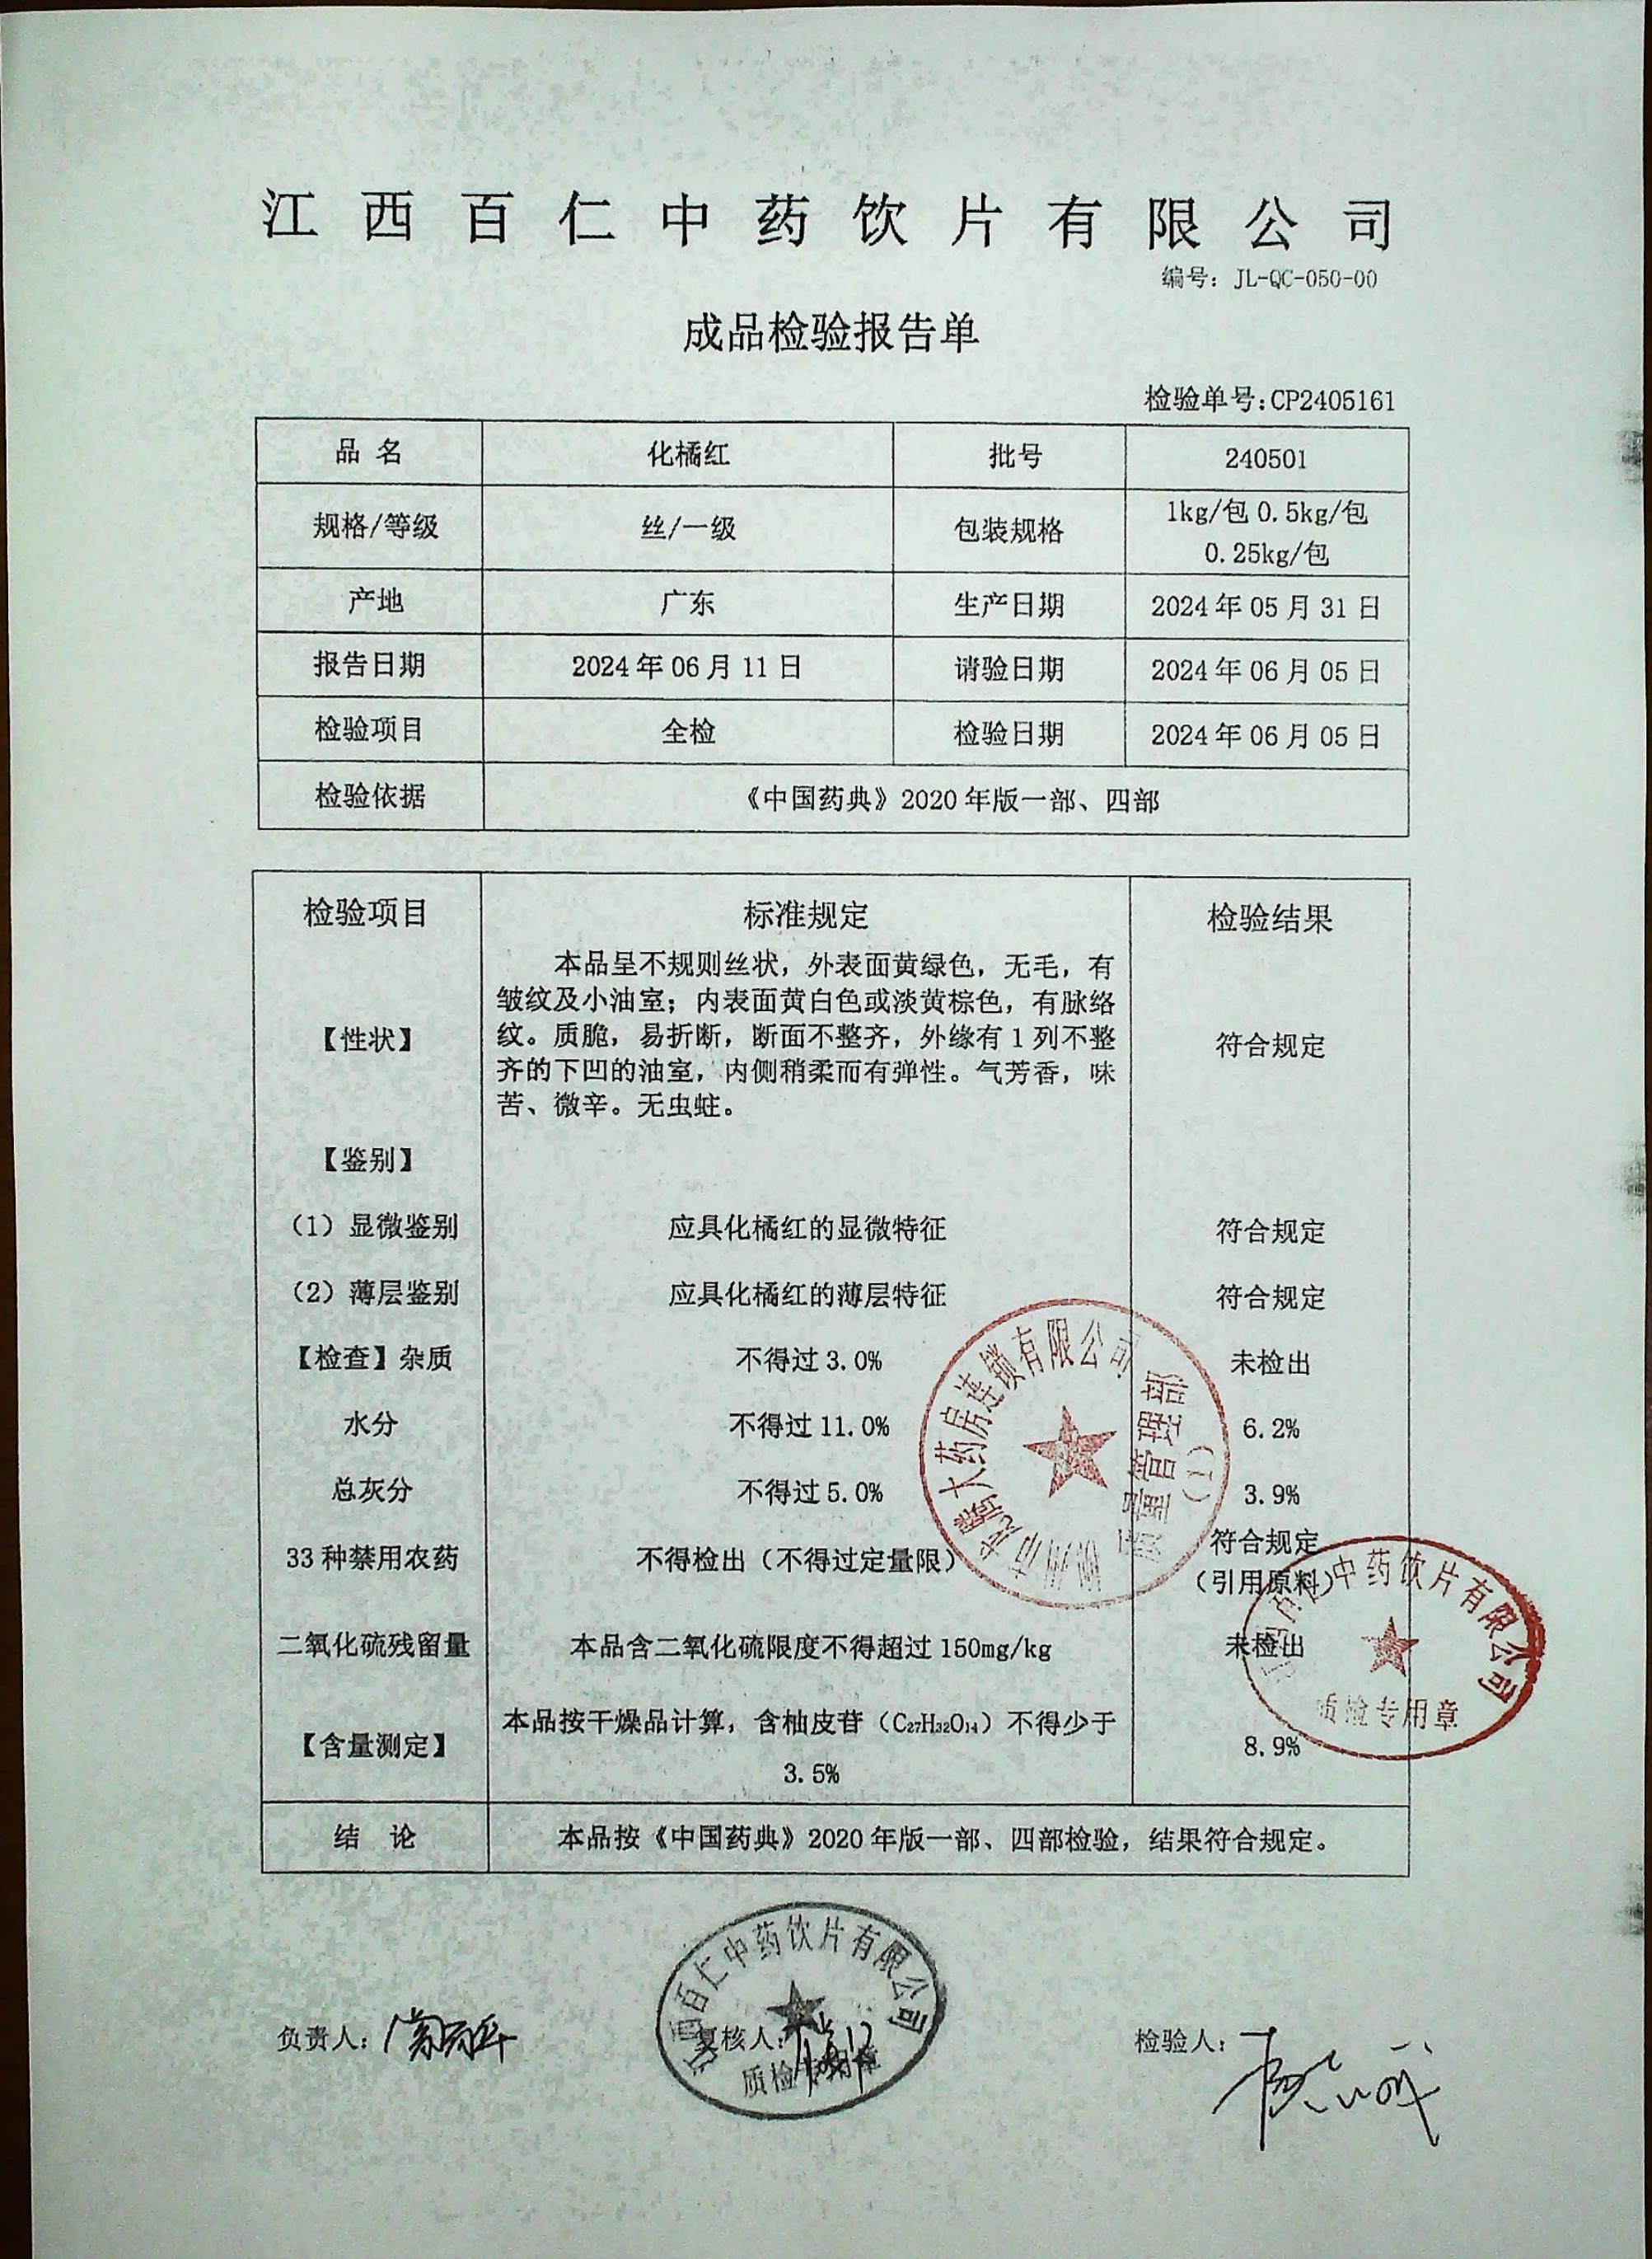 江西百仁中药饮片有限公司
编号：JL-QC-050-00
成品检验报告单
检验单号:CP2405161
品 名 化橘红 批号 240501
规格/等级 丝/一级 包装规格 1kg/包 0.5kg/包
0.25kg/包
产地 广东 生产日期 2024年05月31日
报告日期 2024年06月11日 请验日期 2024年06月05日
检验项目 全检 检验日期 2024年06月05日
检验依据 《中国药典》2020年版一部、四部
检验项目 标准规定 检验结果
本品呈不规则丝状，外表面黄绿色，无毛，有
皱纹及小油室；内表面黄白色或淡黄棕色，有脉络
【性状】 纹。质脆，易折断，断面不整齐，外缘有1列不整 符合规定
齐的下凹的油室，内侧稍柔而有弹性。气芳香，味
苦、微辛。无虫蛀。
【鉴别】
（1）显微鉴别 应具化橘红的显微特征 符合规定
（2）薄层鉴别 应具化橘红的薄层特征 符合规定
【检查】杂质 不得过3.0% 未检出
水分 不得过11.0% 6.2%
总灰分 不得过5.0% 3.9%
33种禁用农药 不得检出（不得过定量限） 符合规定
（引用原料）
二氧化硫残留量 本品含二氧化硫限度不得超过150mg/kg 未检出
【含量测定】 本品按干燥品计算，含柚皮苷（C₂₇H₃₂O₁₄）不得少于 8.9%
3.5%
结 论 本品按《中国药典》2020年版一部、四部检验，结果符合规定。
大药房连锁有限公司
质量管理部
（1）
中药饮片有限公司
质检专用章
江西百仁中药饮片有限公司
质检专用章
负责人： 复核人： 检验人：